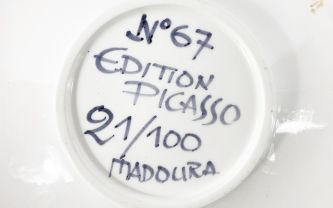 N° 67
EDITION
PICASSO
21/100
MADOURA